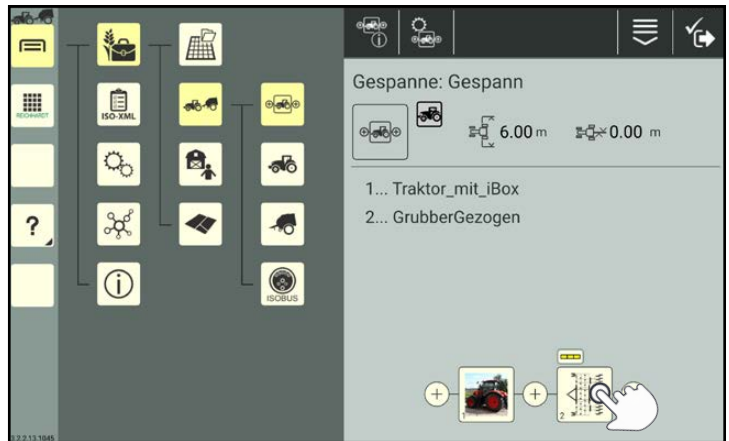 REICHHARDT
ISO-XML
?
ISOBUS
3.2.2.13.1045
Gespanne: Gespann
6.00 m
0.00 m
1... Traktor_mit_iBox
2... GrubberGezogen
1
2